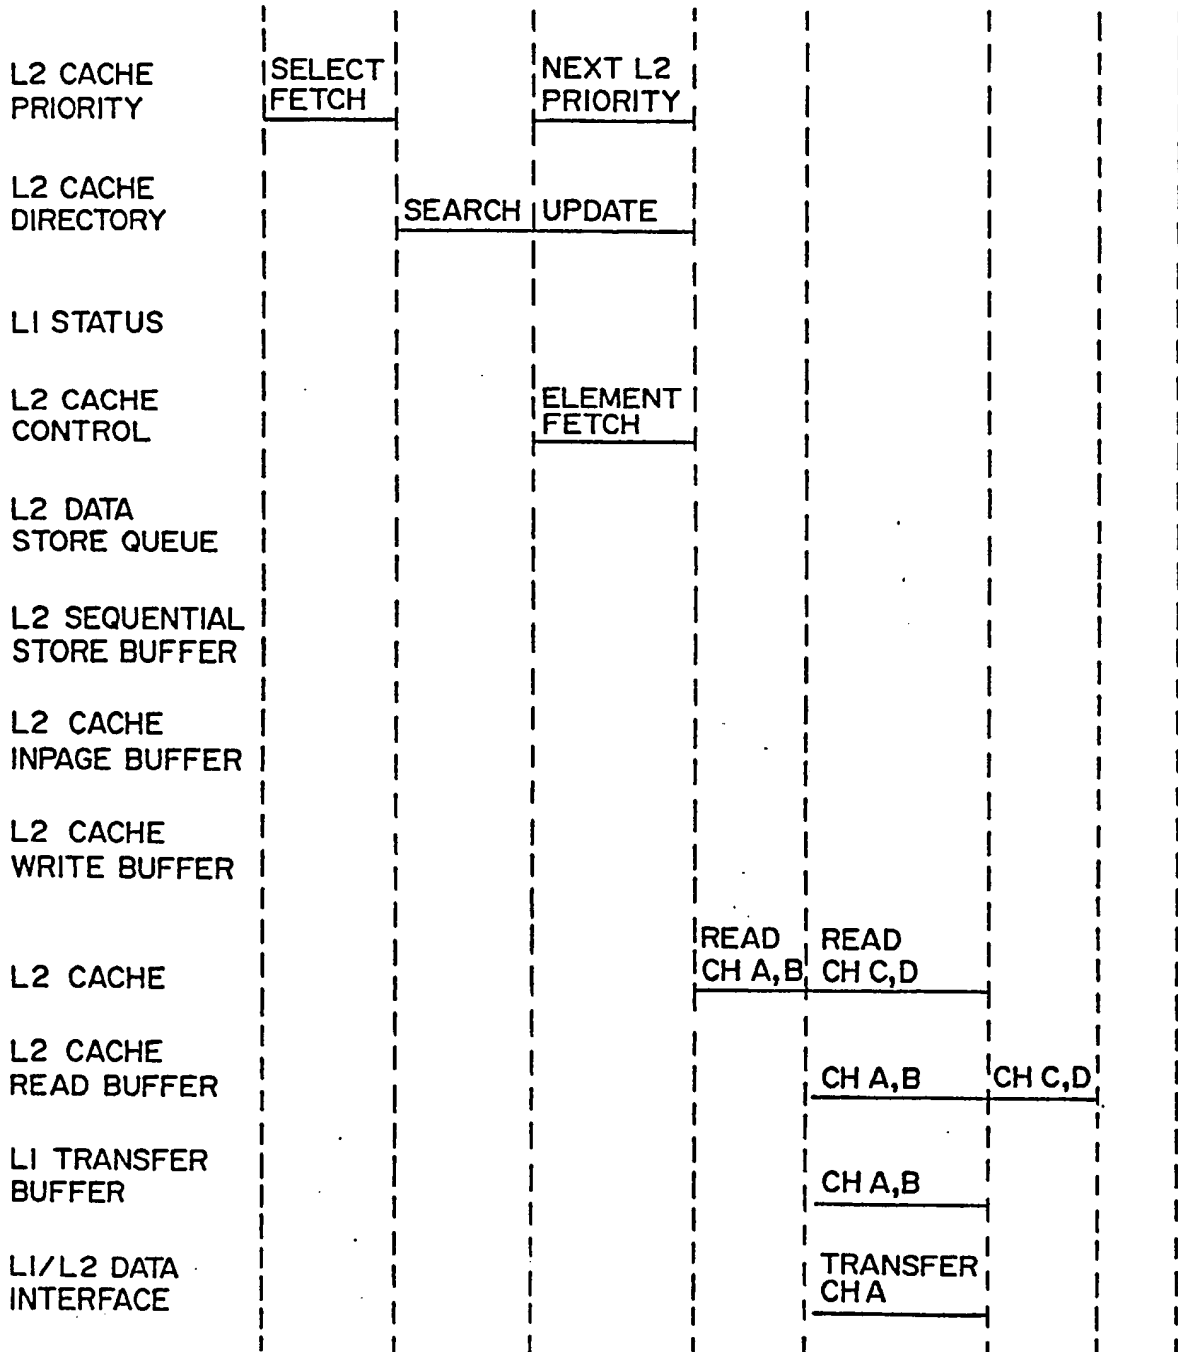 L2 CACHE
PRIORITY
SELECT
FETCH
NEXT L2
PRIORITY
L2 CACHE
DIRECTORY
SEARCH
UPDATE
L1 STATUS
L2 CACHE
CONTROL
ELEMENT
FETCH
L2 DATA
STORE QUEUE
L2 SEQUENTIAL
STORE BUFFER
L2 CACHE
INPAGE BUFFER
L2 CACHE
WRITE BUFFER
L2 CACHE
READ
CH A,B
READ
CH C,D
L2 CACHE
READ BUFFER
CH A,B
CH C,D
L1 TRANSFER
BUFFER
CH A,B
L1/L2 DATA
INTERFACE
TRANSFER
CH A